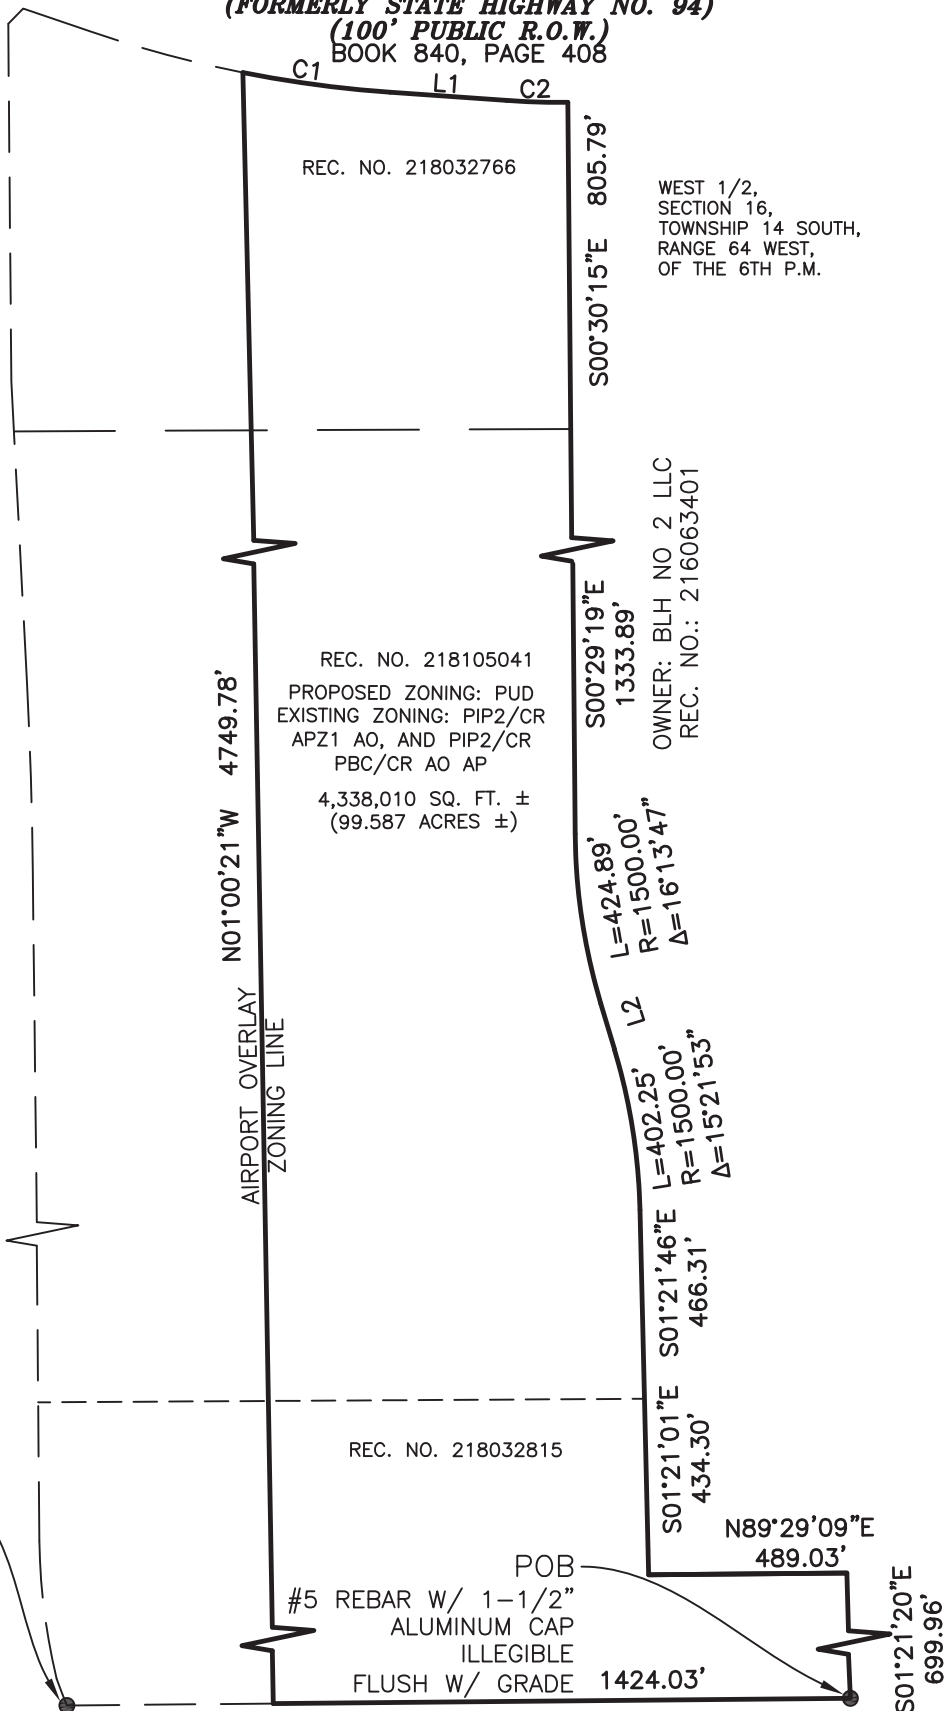 (FORMERLY STATE HIGHWAY NO. 94)
(100' PUBLIC R.O.W.)
BOOK 840, PAGE 408
C1
L1
C2
REC. NO. 218032766
S00°30'15"E 805.79'
WEST 1/2,
SECTION 16,
TOWNSHIP 14 SOUTH,
RANGE 64 WEST,
OF THE 6TH P.M.
OWNER: BLH NO 2 LLC
REC. NO.: 216063401
S00°29'19"E
1333.89'
REC. NO. 218105041
PROPOSED ZONING: PUD
EXISTING ZONING: PIP2/CR
APZ1 AO, AND PIP2/CR
PBC/CR AO AP
4,338,010 SQ. FT. ±
(99.587 ACRES ±)
N01°00'21"W 4749.78'
L=424.89'
R=1500.00'
Δ=16°13'47"
AIRPORT OVERLAY
ZONING LINE
L2
L=402.25'
R=1500.00'
Δ=15°21'53"
S01°21'46"E
466.31'
S01°21'01"E
434.30'
REC. NO. 218032815
N89°29'09"E
489.03'
POB
#5 REBAR W/ 1-1/2"
ALUMINUM CAP
ILLEGIBLE
FLUSH W/ GRADE
1424.03'
S01°21'20"E
699.96'